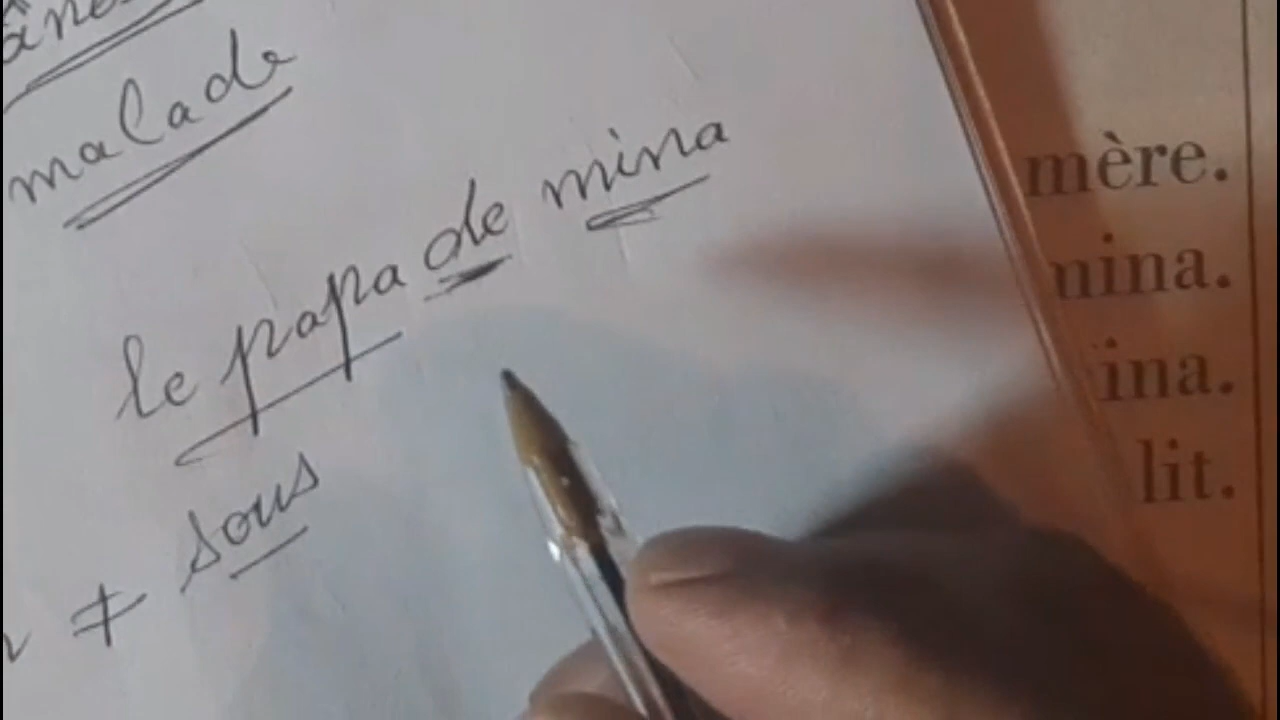 malade
le papa de mina
≠ sous
mère.
mina.
ina.
lit.